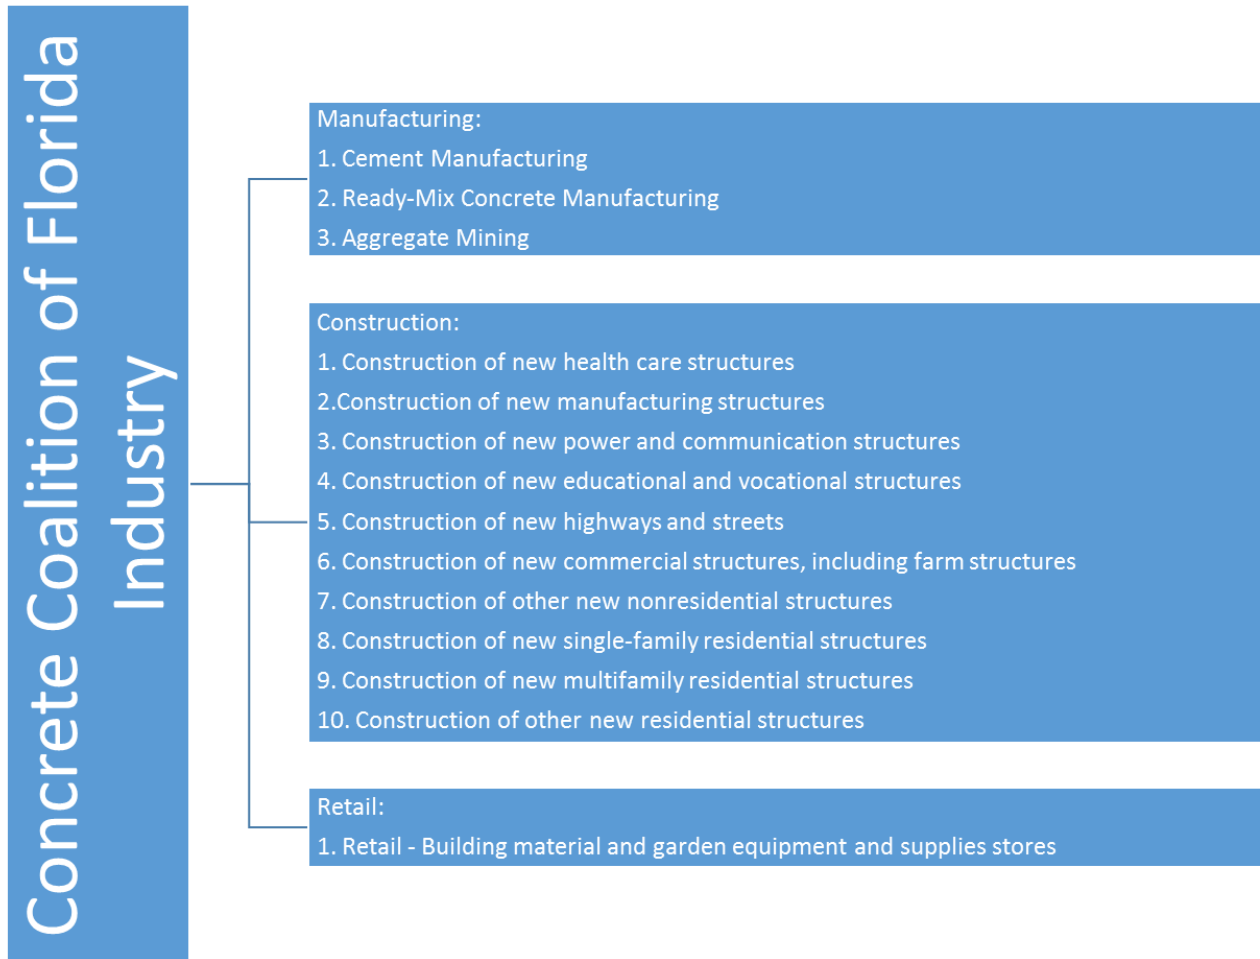 Concrete Coalition of Florida
Industry
Manufacturing:
1. Cement Manufacturing
2. Ready-Mix Concrete Manufacturing
3. Aggregate Mining
Construction:
1. Construction of new health care structures
2.Construction of new manufacturing structures
3. Construction of new power and communication structures
4. Construction of new educational and vocational structures
5. Construction of new highways and streets
6. Construction of new commercial structures, including farm structures
7. Construction of other new nonresidential structures
8. Construction of new single-family residential structures
9. Construction of new multifamily residential structures
10. Construction of other new residential structures
Retail:
1. Retail - Building material and garden equipment and supplies stores